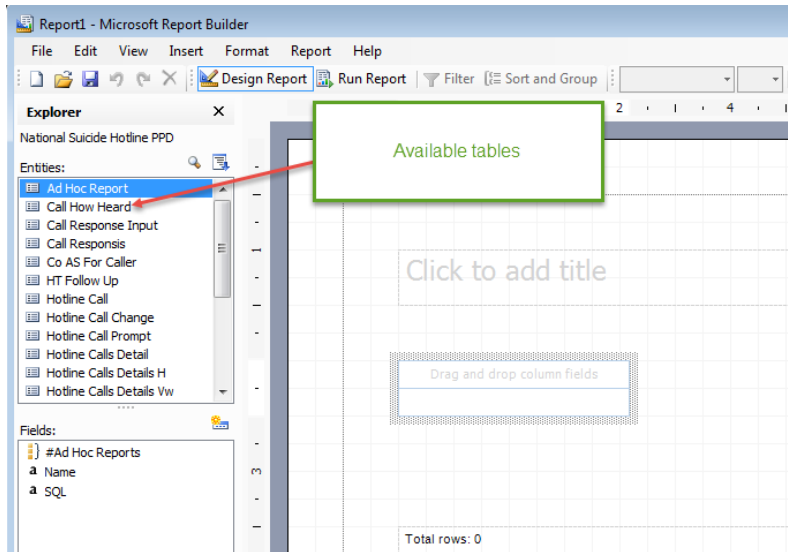 Report1 - Microsoft Report Builder
File Edit View Insert Format Report Help
Design Report Run Report Filter Sort and Group
Explorer
National Suicide Hotline PPD
Entities:
Ad Hoc Report
Call How Heard
Call Response Input
Call Responsis
Co AS For Caller
HT Follow Up
Hotline Call
Hotline Call Change
Hotline Call Prompt
Hotline Calls Detail
Hotline Calls Details H
Hotline Calls Details Vw
Fields:
#Ad Hoc Reports
a Name
a SQL
2 4
Available tables
1
Click to add title
Drag and drop column fields
3
Total rows: 0